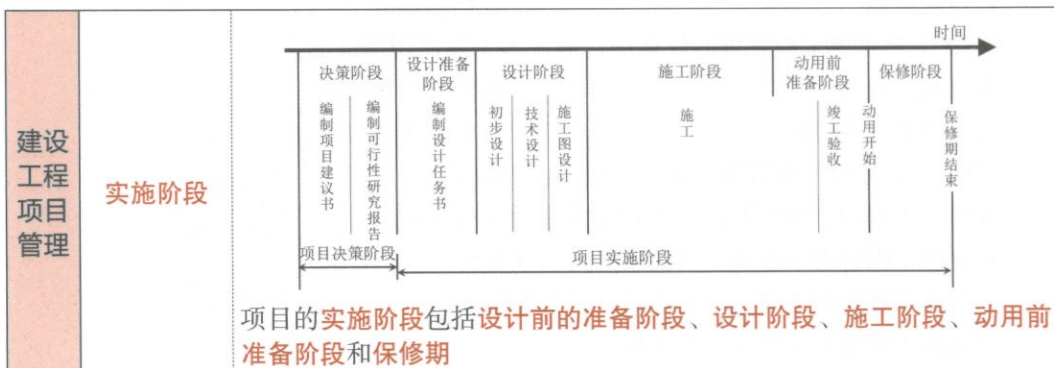 建设
工程
项目
管理
实施阶段
时间
决策阶段
设计准备
阶段
设计阶段
施工阶段
动用前
准备阶段
保修阶段
编制项目建议书
编制可行性研究报告
编制设计任务书
初步设计
技术设计
施工图设计
施工
竣工验收
动用开始
保修期结束
项目决策阶段
项目实施阶段
项目的实施阶段包括设计前的准备阶段、设计阶段、施工阶段、动用前
准备阶段和保修期